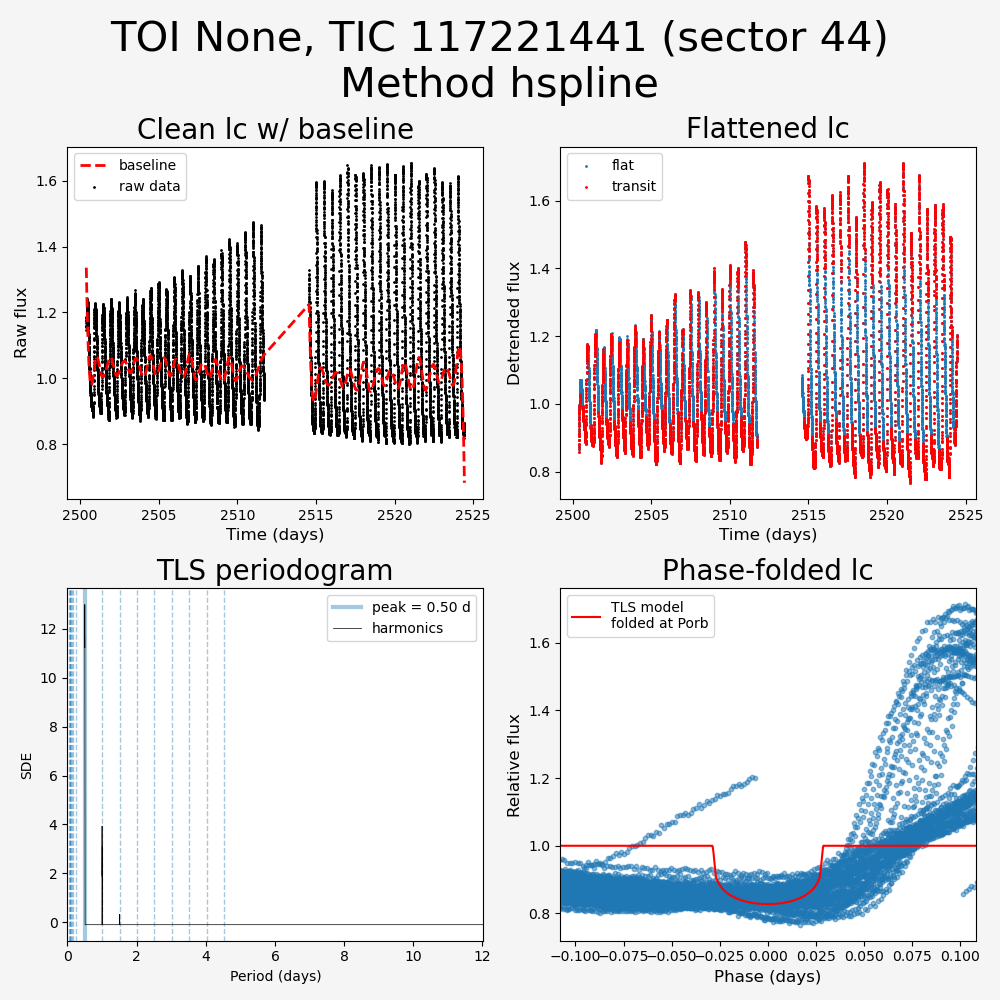 TOI None, TIC 117221441 (sector 44)
Method hspline
Clean lc w/ baseline
Flattened lc
baseline
raw data
flat
transit
Raw flux
1.6
1.4
1.2
1.0
0.8
Detrended flux
1.6
1.4
1.2
1.0
0.8
2500
2505
2510
2515
2520
2525
2500
2505
2510
2515
2520
2525
Time (days)
Time (days)
TLS periodogram
Phase-folded lc
peak = 0.50 d
harmonics
TLS model
folded at Porb
SDE
12
10
8
6
4
2
0
Relative flux
1.6
1.4
1.2
1.0
0.8
0
2
4
6
8
10
12
−0.100
−0.075
−0.050
−0.025
0.000
0.025
0.050
0.075
0.100
Period (days)
Phase (days)